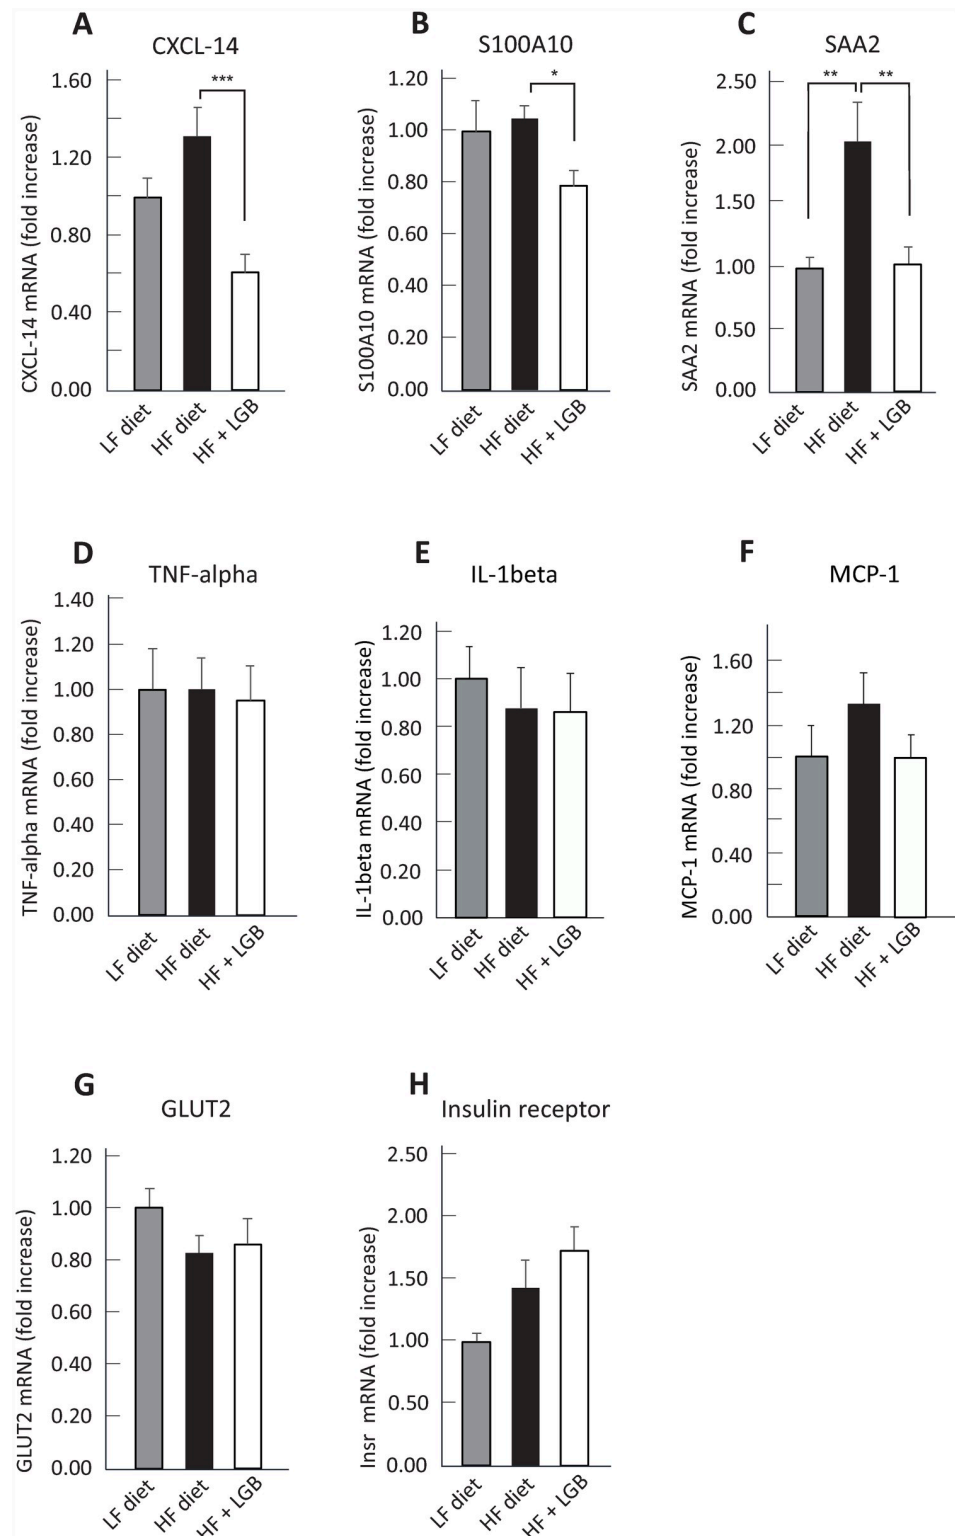 A
CXCL-14
CXCL-14 mRNA (fold increase)
1.60
1.20
0.80
0.40
0.00
***
LF diet
HF diet
HF + LGB
B
S100A10
S100A10 mRNA (fold increase)
1.20
1.00
0.80
0.60
0.40
0.20
0.00
*
LF diet
HF diet
HF + LGB
C
SAA2
SAA2 mRNA (fold increase)
2.50
2.00
1.50
1.00
0.50
0.00
**
**
LF diet
HF diet
HF + LGB
D
TNF-alpha
TNF-alpha mRNA (fold increase)
1.40
1.20
1.00
0.80
0.60
0.40
0.20
0.00
LF diet
HF diet
HF + LGB
E
IL-1beta
IL-1beta mRNA (fold increase)
1.20
1.00
0.80
0.60
0.40
0.20
0.00
LF diet
HF diet
HF + LGB
F
MCP-1
MCP-1 mRNA (fold increase)
1.60
1.20
0.80
0.40
0.00
LF diet
HF diet
HF + LGB
G
GLUT2
GLUT2 mRNA (fold increase)
1.20
1.00
0.80
0.60
0.40
0.20
0.00
LF diet
HF diet
HF + LGB
H
Insulin receptor
Insr mRNA (fold increase)
2.50
2.00
1.50
1.00
0.50
0.00
LF diet
HF diet
HF + LGB